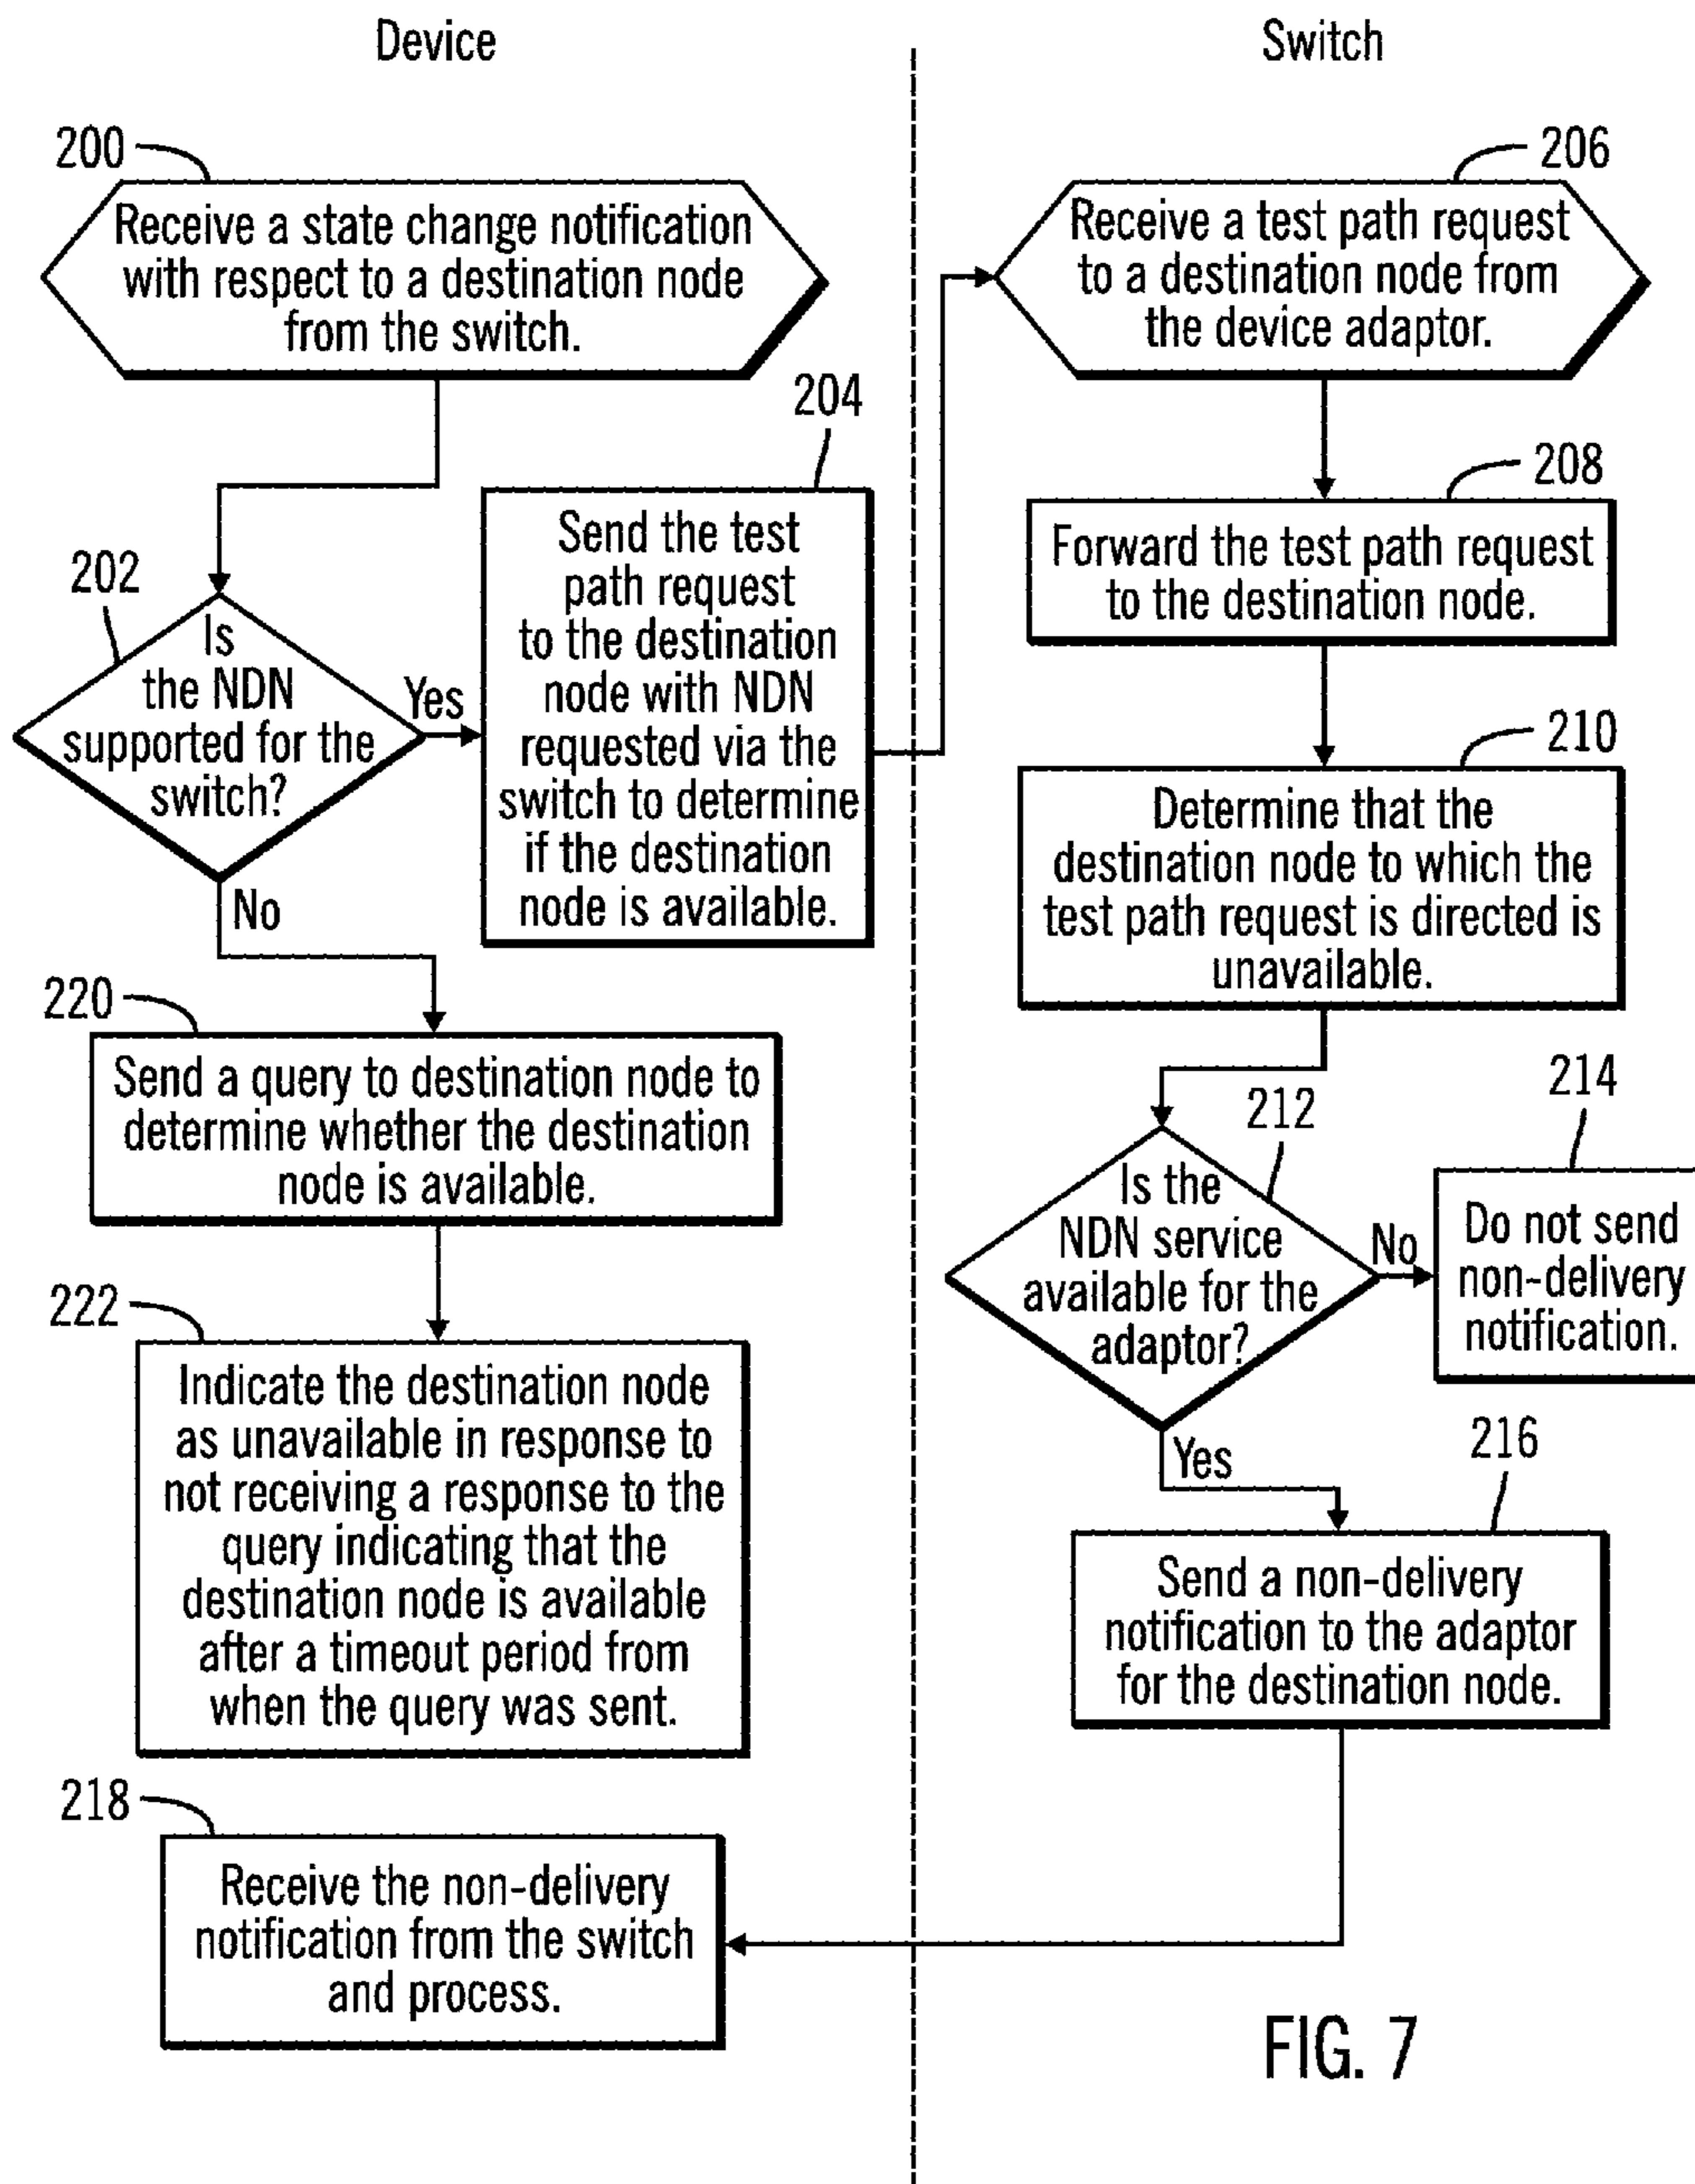 Device
200
Receive a state change notification
with respect to a destination node
from the switch.
202
Is
the NDN
supported for the
switch?
Yes
No
204
Send the test
path request
to the destination
node with NDN
requested via the
switch to determine
if the destination
node is available.
220
Send a query to destination node to
determine whether the destination
node is available.
222
Indicate the destination node
as unavailable in response to
not receiving a response to the
query indicating that the
destination node is available
after a timeout period from
when the query was sent.
218
Receive the non-delivery
notification from the switch
and process.
Switch
206
Receive a test path request
to a destination node from
the device adaptor.
208
Forward the test path request
to the destination node.
210
Determine that the
destination node to which the
test path request is directed is
unavailable.
212
Is the
NDN service
available for the
adaptor?
No
214
Do not send
non-delivery
notification.
Yes
216
Send a non-delivery
notification to the adaptor
for the destination node.
FIG. 7